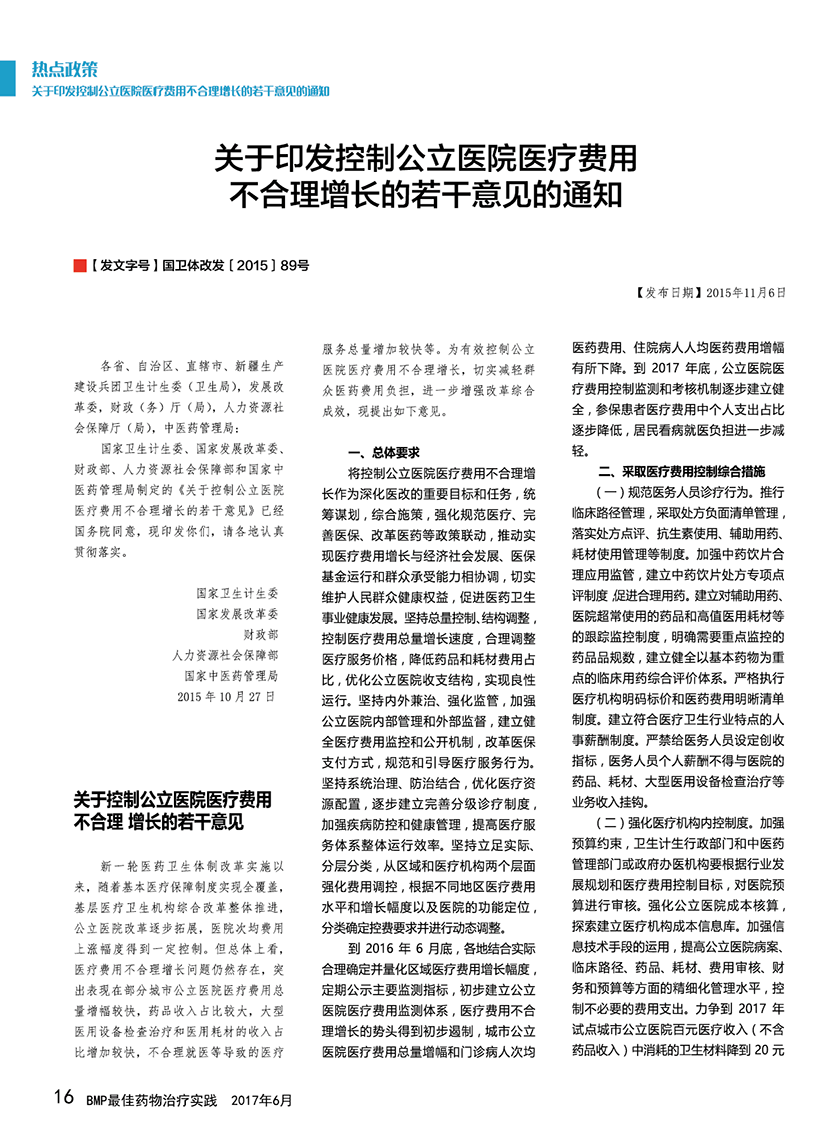 热点政策
关于印发控制公立医院医疗费用不合理增长的若干意见的通知
关于印发控制公立医院医疗费用
不合理增长的若干意见的通知
【发文字号】国卫体改发［2015］89号
【发布日期】2015年11月6日
各省、自治区、直辖市、新疆生产
建设兵团卫生计生委（卫生局），发展改
革委，财政（务）厅（局），人力资源社
会保障厅（局），中医药管理局：
国家卫生计生委、国家发展改革委、
财政部、人力资源社会保障部和国家中
医药管理局制定的《关于控制公立医院
医疗费用不合理增长的若干意见》已经
国务院同意，现印发你们，请各地认真
贯彻落实。
国家卫生计生委
国家发展改革委
财政部
人力资源社会保障部
国家中医药管理局
2015 年 10 月 27 日
关于控制公立医院医疗费用
不合理 增长的若干意见
新一轮医药卫生体制改革实施以
来，随着基本医疗保障制度实现全覆盖，
基层医疗卫生机构综合改革整体推进，
公立医院改革逐步拓展，医院次均费用
上涨幅度得到一定控制。但总体上看，
医疗费用不合理增长问题仍然存在，突
出表现在部分城市公立医院医疗费用总
量增幅较快，药品收入占比较大，大型
医用设备检查治疗和医用耗材的收入占
比增加较快，不合理就医等导致的医疗
服务总量增加较快等。为有效控制公立
医院医疗费用不合理增长，切实减轻群
众医药费用负担，进一步增强改革综合
成效，现提出如下意见。
一、总体要求
将控制公立医院医疗费用不合理增
长作为深化医改的重要目标和任务，统
筹谋划，综合施策，强化规范医疗、完
善医保、改革医药等政策联动，推动实
现医疗费用增长与经济社会发展、医保
基金运行和群众承受能力相协调，切实
维护人民群众健康权益，促进医药卫生
事业健康发展。坚持总量控制、结构调整，
控制医疗费用总量增长速度，合理调整
医疗服务价格，降低药品和耗材费用占
比，优化公立医院收支结构，实现良性
运行。坚持内外兼治、强化监管，加强
公立医院内部管理和外部监督，建立健
全医疗费用监控和公开机制，改革医保
支付方式，规范和引导医疗服务行为。
坚持系统治理、防治结合，优化医疗资
源配置，逐步建立完善分级诊疗制度，
加强疾病防控和健康管理，提高医疗服
务体系整体运行效率。坚持立足实际、
分层分类，从区域和医疗机构两个层面
强化费用调控，根据不同地区医疗费用
水平和增长幅度以及医院的功能定位，
分类确定控费要求并进行动态调整。
到 2016 年 6 月底，各地结合实际
合理确定并量化区域医疗费用增长幅度，
定期公示主要监测指标，初步建立公立
医院医疗费用监测体系，医疗费用不合
理增长的势头得到初步遏制，城市公立
医院医疗费用总量增幅和门诊病人次均
医药费用、住院病人人均医药费用增幅
有所下降。到 2017 年底，公立医院医
疗费用控制监测和考核机制逐步建立健
全，参保患者医疗费用中个人支出占比
逐步降低，居民看病就医负担进一步减
轻。
二、采取医疗费用控制综合措施
（一）规范医务人员诊疗行为。推行
临床路径管理，采取处方负面清单管理，
落实处方点评、抗生素使用、辅助用药、
耗材使用管理等制度。加强中药饮片合
理应用监管，建立中药饮片处方专项点
评制度，促进合理用药。建立对辅助用药、
医院超常使用的药品和高值医用耗材等
的跟踪监控制度，明确需要重点监控的
药品品规数，建立健全以基本药物为重
点的临床用药综合评价体系。严格执行
医疗机构明码标价和医药费用明晰清单
制度。建立符合医疗卫生行业特点的人
事薪酬制度。严禁给医务人员设定创收
指标，医务人员个人薪酬不得与医院的
药品、耗材、大型医用设备检查治疗等
业务收入挂钩。
（二）强化医疗机构内控制度。加强
预算约束，卫生计生行政部门和中医药
管理部门或政府办医机构要根据行业发
展规划和医疗费用控制目标，对医院预
算进行审核。强化公立医院成本核算，
探索建立医疗机构成本信息库。加强信
息技术手段的运用，提高公立医院病案、
临床路径、药品、耗材、费用审核、财
务和预算等方面的精细化管理水平，控
制不必要的费用支出。力争到 2017 年
试点城市公立医院百元医疗收入（不含
药品收入）中消耗的卫生材料降到 20 元
16 BMP最佳药物治疗实践 2017年6月